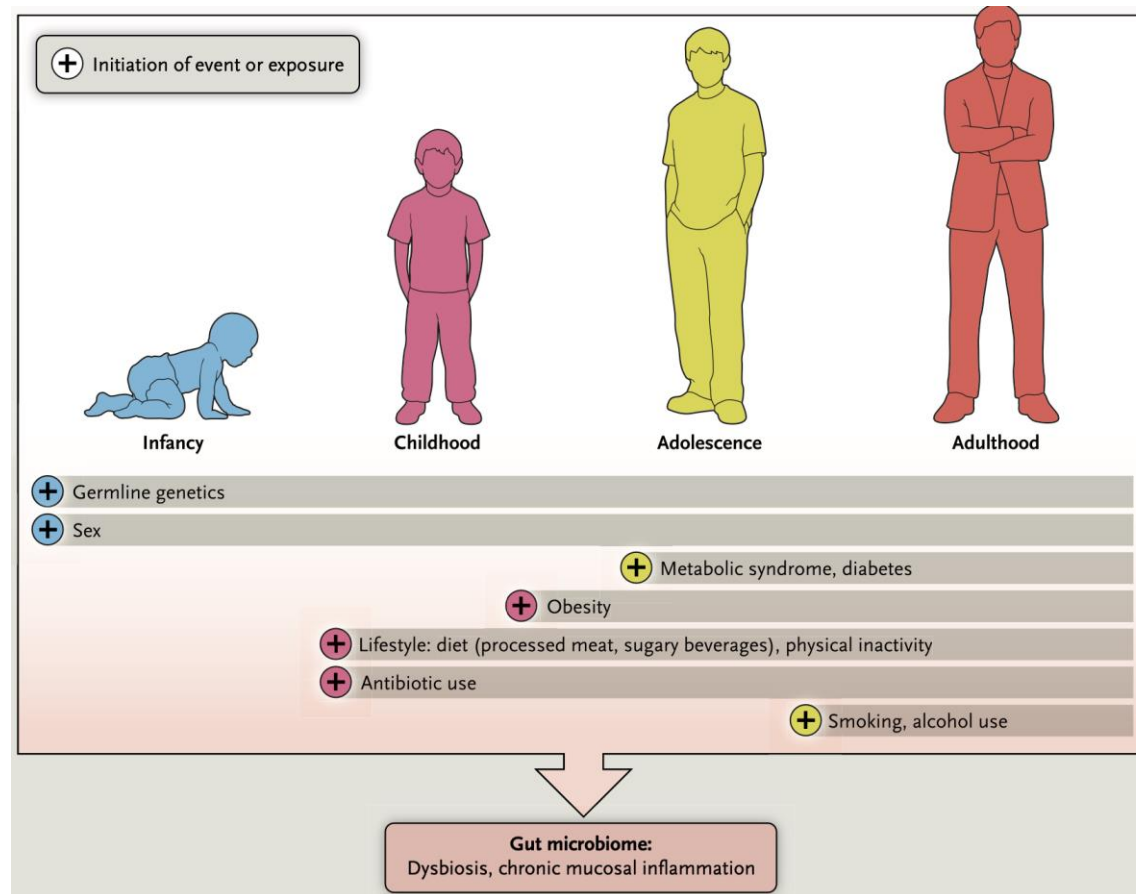 Initiation of event or exposure
Infancy
Childhood
Adolescence
Adulthood
Germline genetics
Sex
Metabolic syndrome, diabetes
Obesity
Lifestyle: diet (processed meat, sugary beverages), physical inactivity
Antibiotic use
Smoking, alcohol use
Gut microbiome:
Dysbiosis, chronic mucosal inflammation